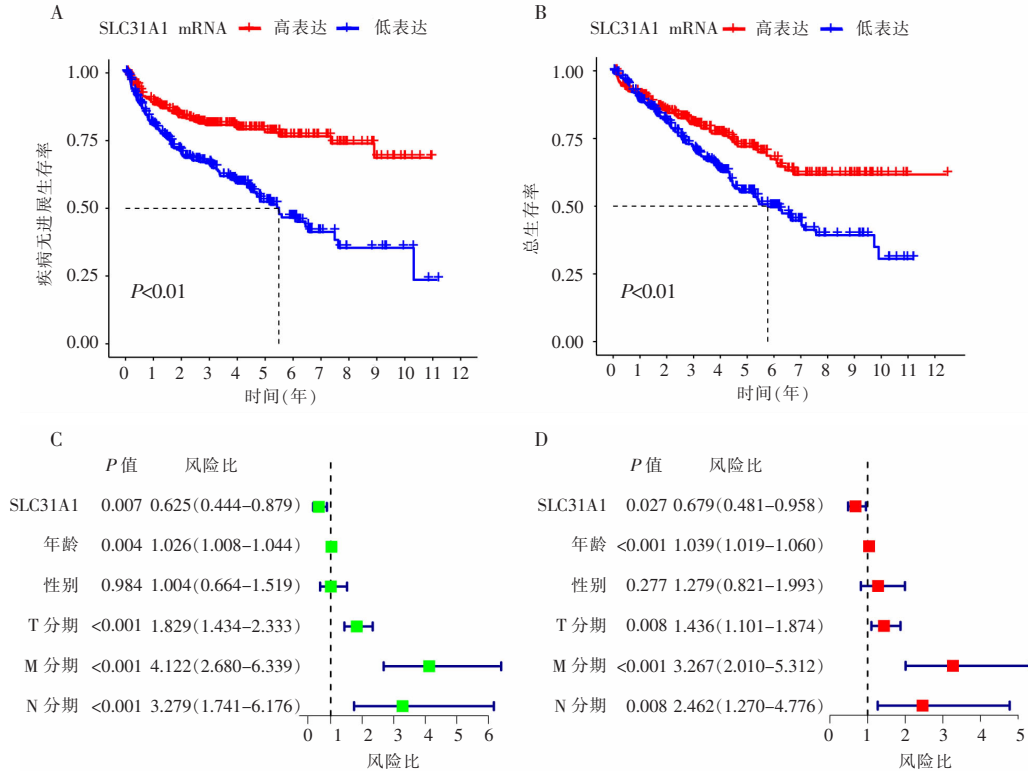 A
SLC31A1 mRNA 高表达 低表达
疾病无进展生存率
1.00
0.75
0.50
0.25
0.00
P<0.01
0 1 2 3 4 5 6 7 8 9 10 11 12
时间(年)
B
SLC31A1 mRNA 高表达 低表达
总生存率
1.00
0.75
0.50
0.25
0.00
P<0.01
0 1 2 3 4 5 6 7 8 9 10 11 12
时间(年)
C
P 值 风险比
SLC31A1 0.007 0.625(0.444–0.879)
年龄 0.004 1.026(1.008–1.044)
性别 0.984 1.004(0.664–1.519)
T 分期 <0.001 1.829(1.434–2.333)
M 分期 <0.001 4.122(2.680–6.339)
N 分期 <0.001 3.279(1.741–6.176)
0 1 2 3 4 5 6
风险比
D
P 值 风险比
SLC31A1 0.027 0.679(0.481–0.958)
年龄 <0.001 1.039(1.019–1.060)
性别 0.277 1.279(0.821–1.993)
T 分期 0.008 1.436(1.101–1.874)
M 分期 <0.001 3.267(2.010–5.312)
N 分期 0.008 2.462(1.270–4.776)
0 1 2 3 4 5
风险比